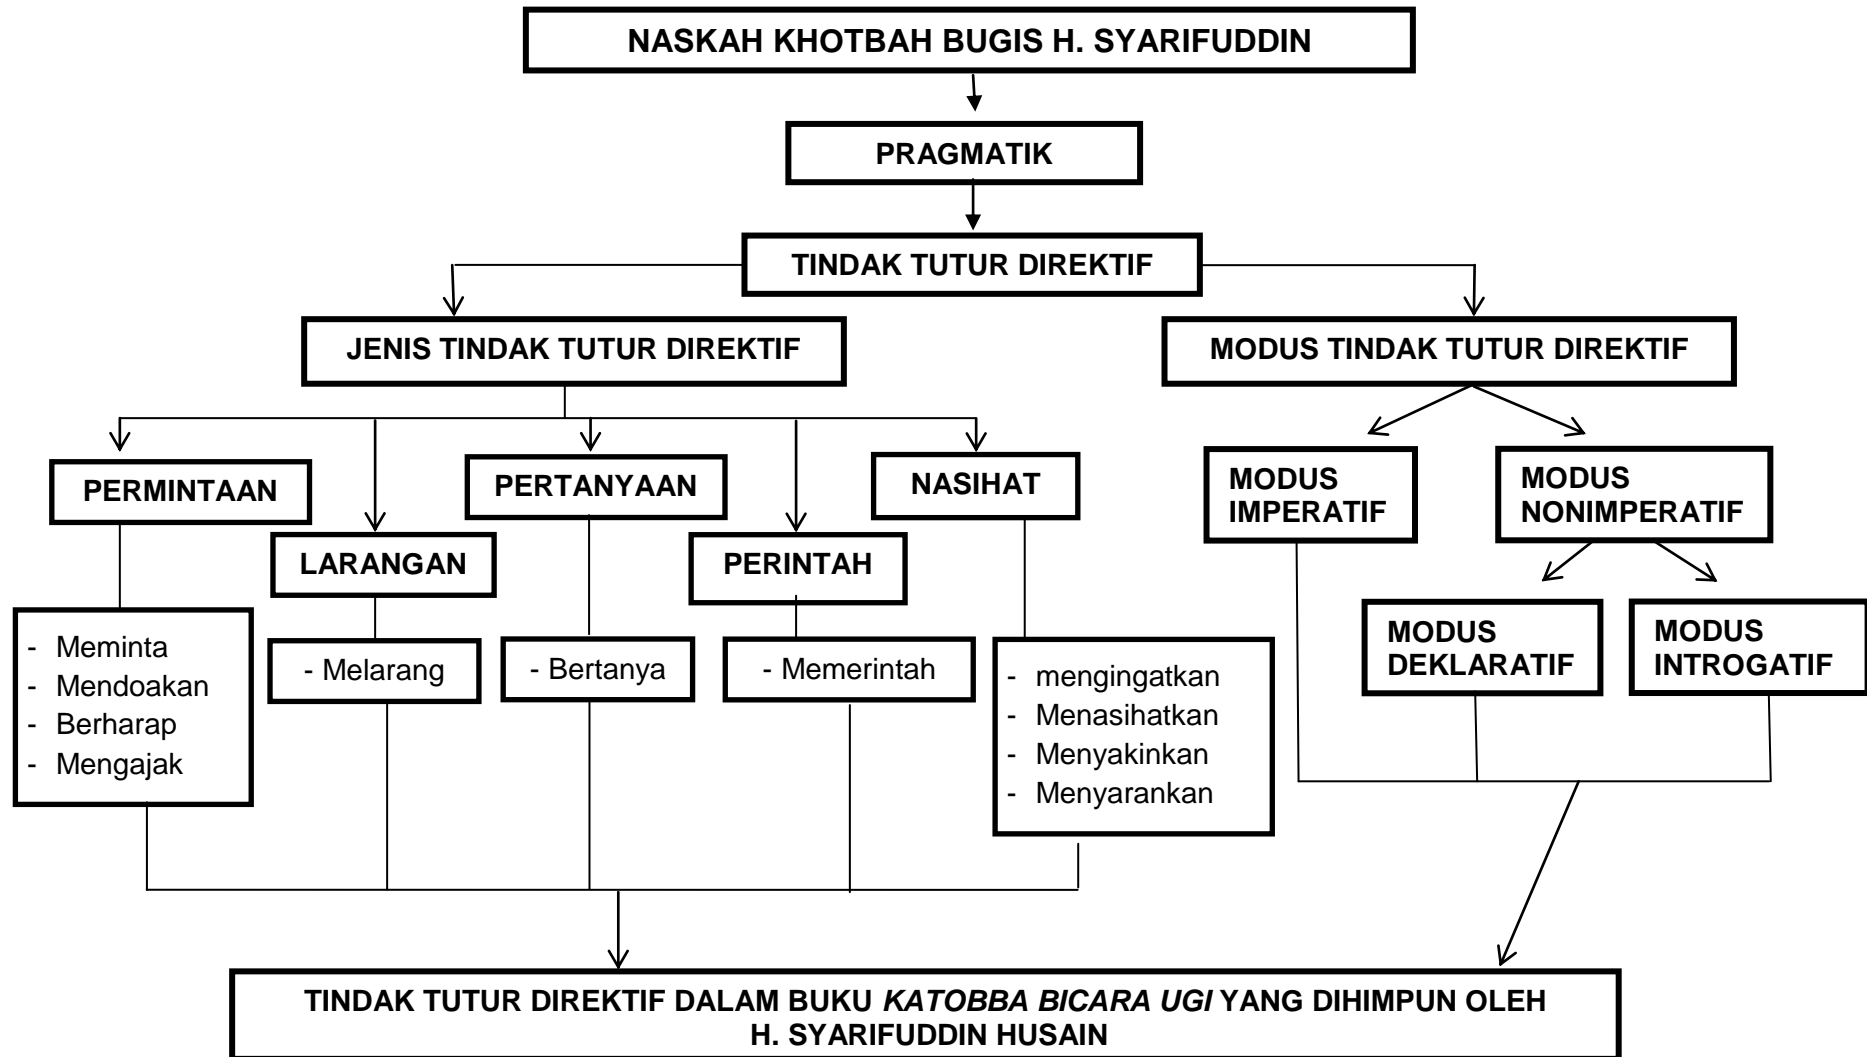 NASKAH KHOTBAH BUGIS H. SYARIFUDDIN
PRAGMATIK
TINDAK TUTUR DIREKTIF
JENIS TINDAK TUTUR DIREKTIF
MODUS TINDAK TUTUR DIREKTIF
PERMINTAAN
LARANGAN
PERTANYAAN
PERINTAH
NASIHAT
MODUS
IMPERATIF
MODUS
NONIMPERATIF
- Meminta
- Mendoakan
- Berharap
- Mengajak
- Melarang
- Bertanya
- Memerintah
- mengingatkan
- Menasihatkan
- Menyakinkan
- Menyarankan
MODUS
DEKLARATIF
MODUS
INTROGATIF
TINDAK TUTUR DIREKTIF DALAM BUKU KATOBBA BICARA UGI YANG DIHIMPUN OLEH
H. SYARIFUDDIN HUSAIN